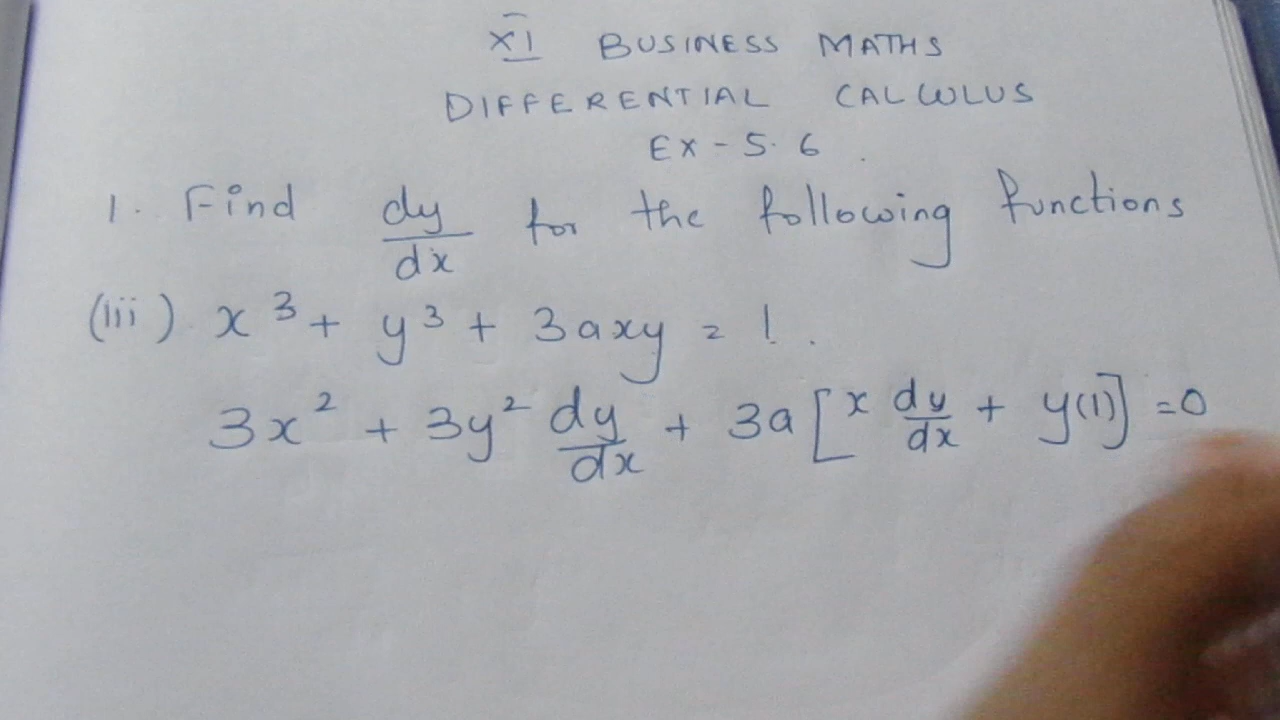 XI BUSINESS MATHS
DIFFERENTIAL CALCULUS
EX - 5.6.
1. Find dy/dx for the following functions
(iii) x³ + y³ + 3axy = 1.
3x² + 3y² dy/dx + 3a [x dy/dx + y(1)] = 0